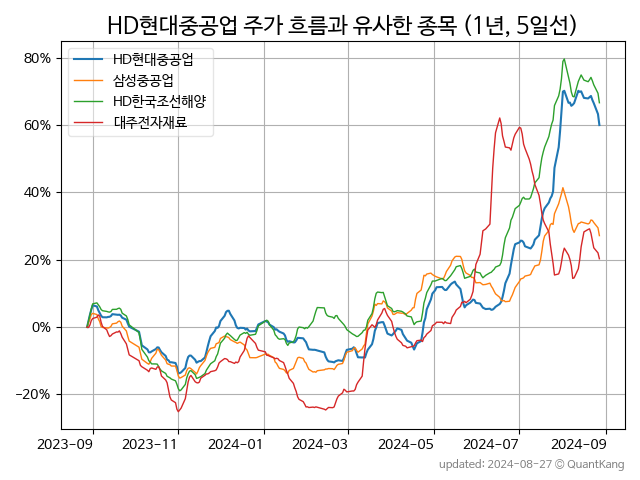 HD현대중공업 주가 흐름과 유사한 종목 (1년, 5일선)
HD현대중공업
삼성중공업
HD한국조선해양
대주전자재료
80%
60%
40%
20%
0%
−20%
2023-09
2023-11
2024-01
2024-03
2024-05
2024-07
2024-09
updated: 2024-08-27 © QuantKang